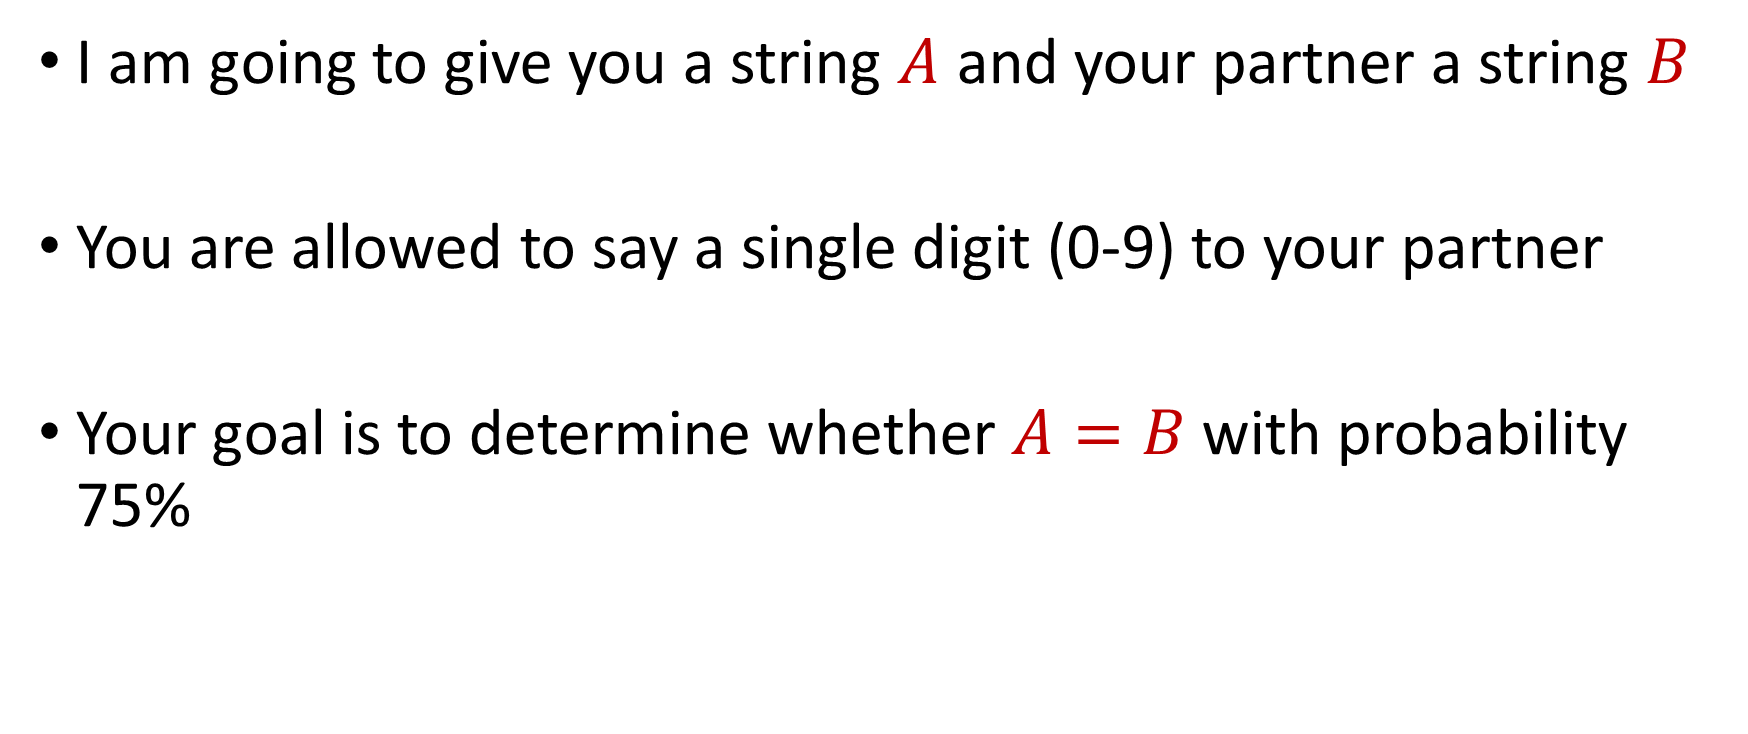 • I am going to give you a string A and your partner a string B
• You are allowed to say a single digit (0-9) to your partner
• Your goal is to determine whether A = B with probability
75%